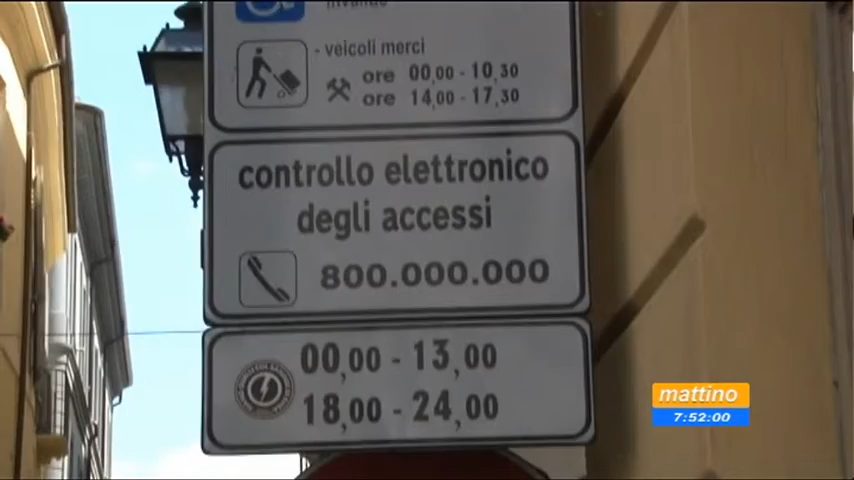 - veicoli merci
ore 00,00 - 10,30
ore 14,00 - 17,30
controllo elettronico
degli accessi
800.000.000
00,00 - 13,00
18,00 - 24,00
mattino
7:52:00